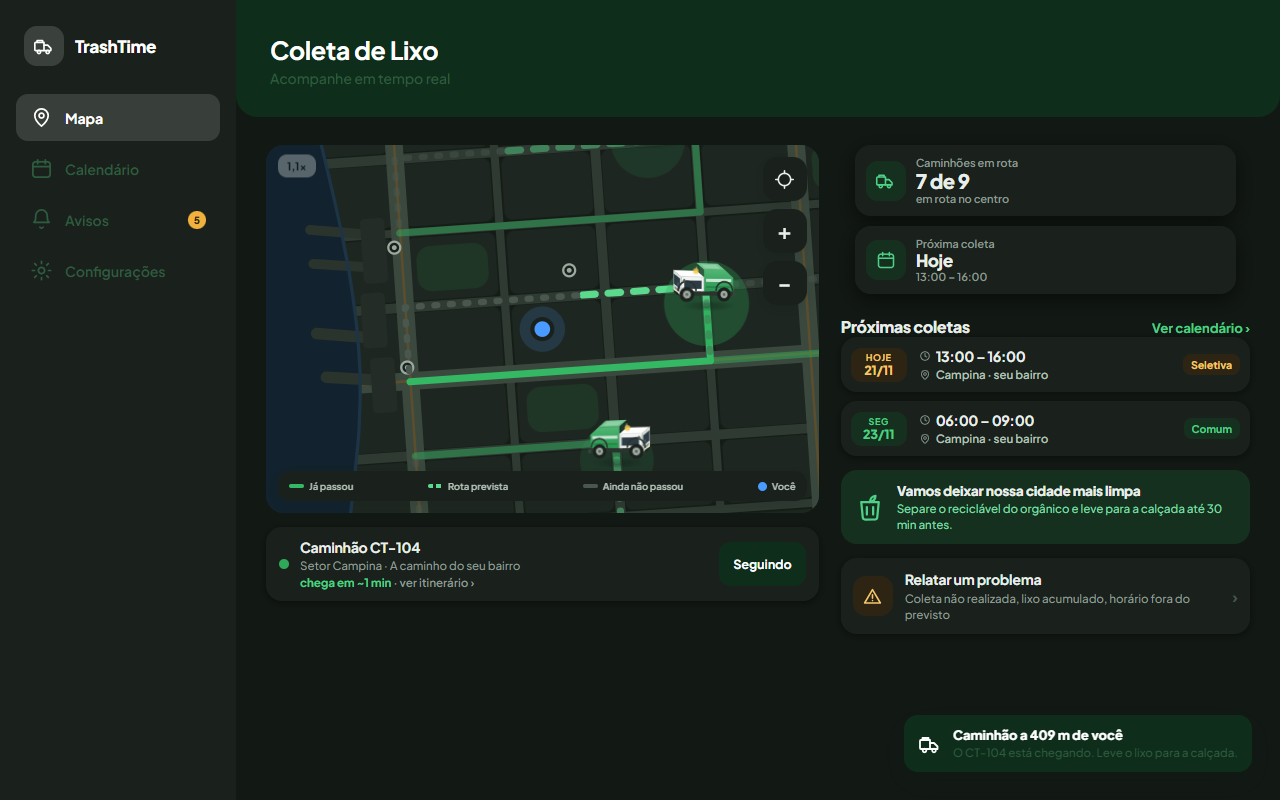 TrashTime
Mapa
Calendário
Avisos
5
Configurações
Coleta de Lixo
Acompanhe em tempo real
1,1×
+
−
Já passou
Rota prevista
Ainda não passou
Você
Caminhão CT-104
Setor Campina · A caminho do seu bairro
chega em ~1 min · ver itinerário ›
Seguindo
Caminhões em rota
7 de 9
em rota no centro
Próxima coleta
Hoje
13:00 – 16:00
Próximas coletas
Ver calendário ›
HOJE
21/11
13:00 – 16:00
Campina · seu bairro
Seletiva
SEG
23/11
06:00 – 09:00
Campina · seu bairro
Comum
Vamos deixar nossa cidade mais limpa
Separe o reciclável do orgânico e leve para a calçada até 30
min antes.
Relatar um problema
Coleta não realizada, lixo acumulado, horário fora do
previsto
›
Caminhão a 409 m de você
O CT-104 está chegando. Leve o lixo para a calçada.